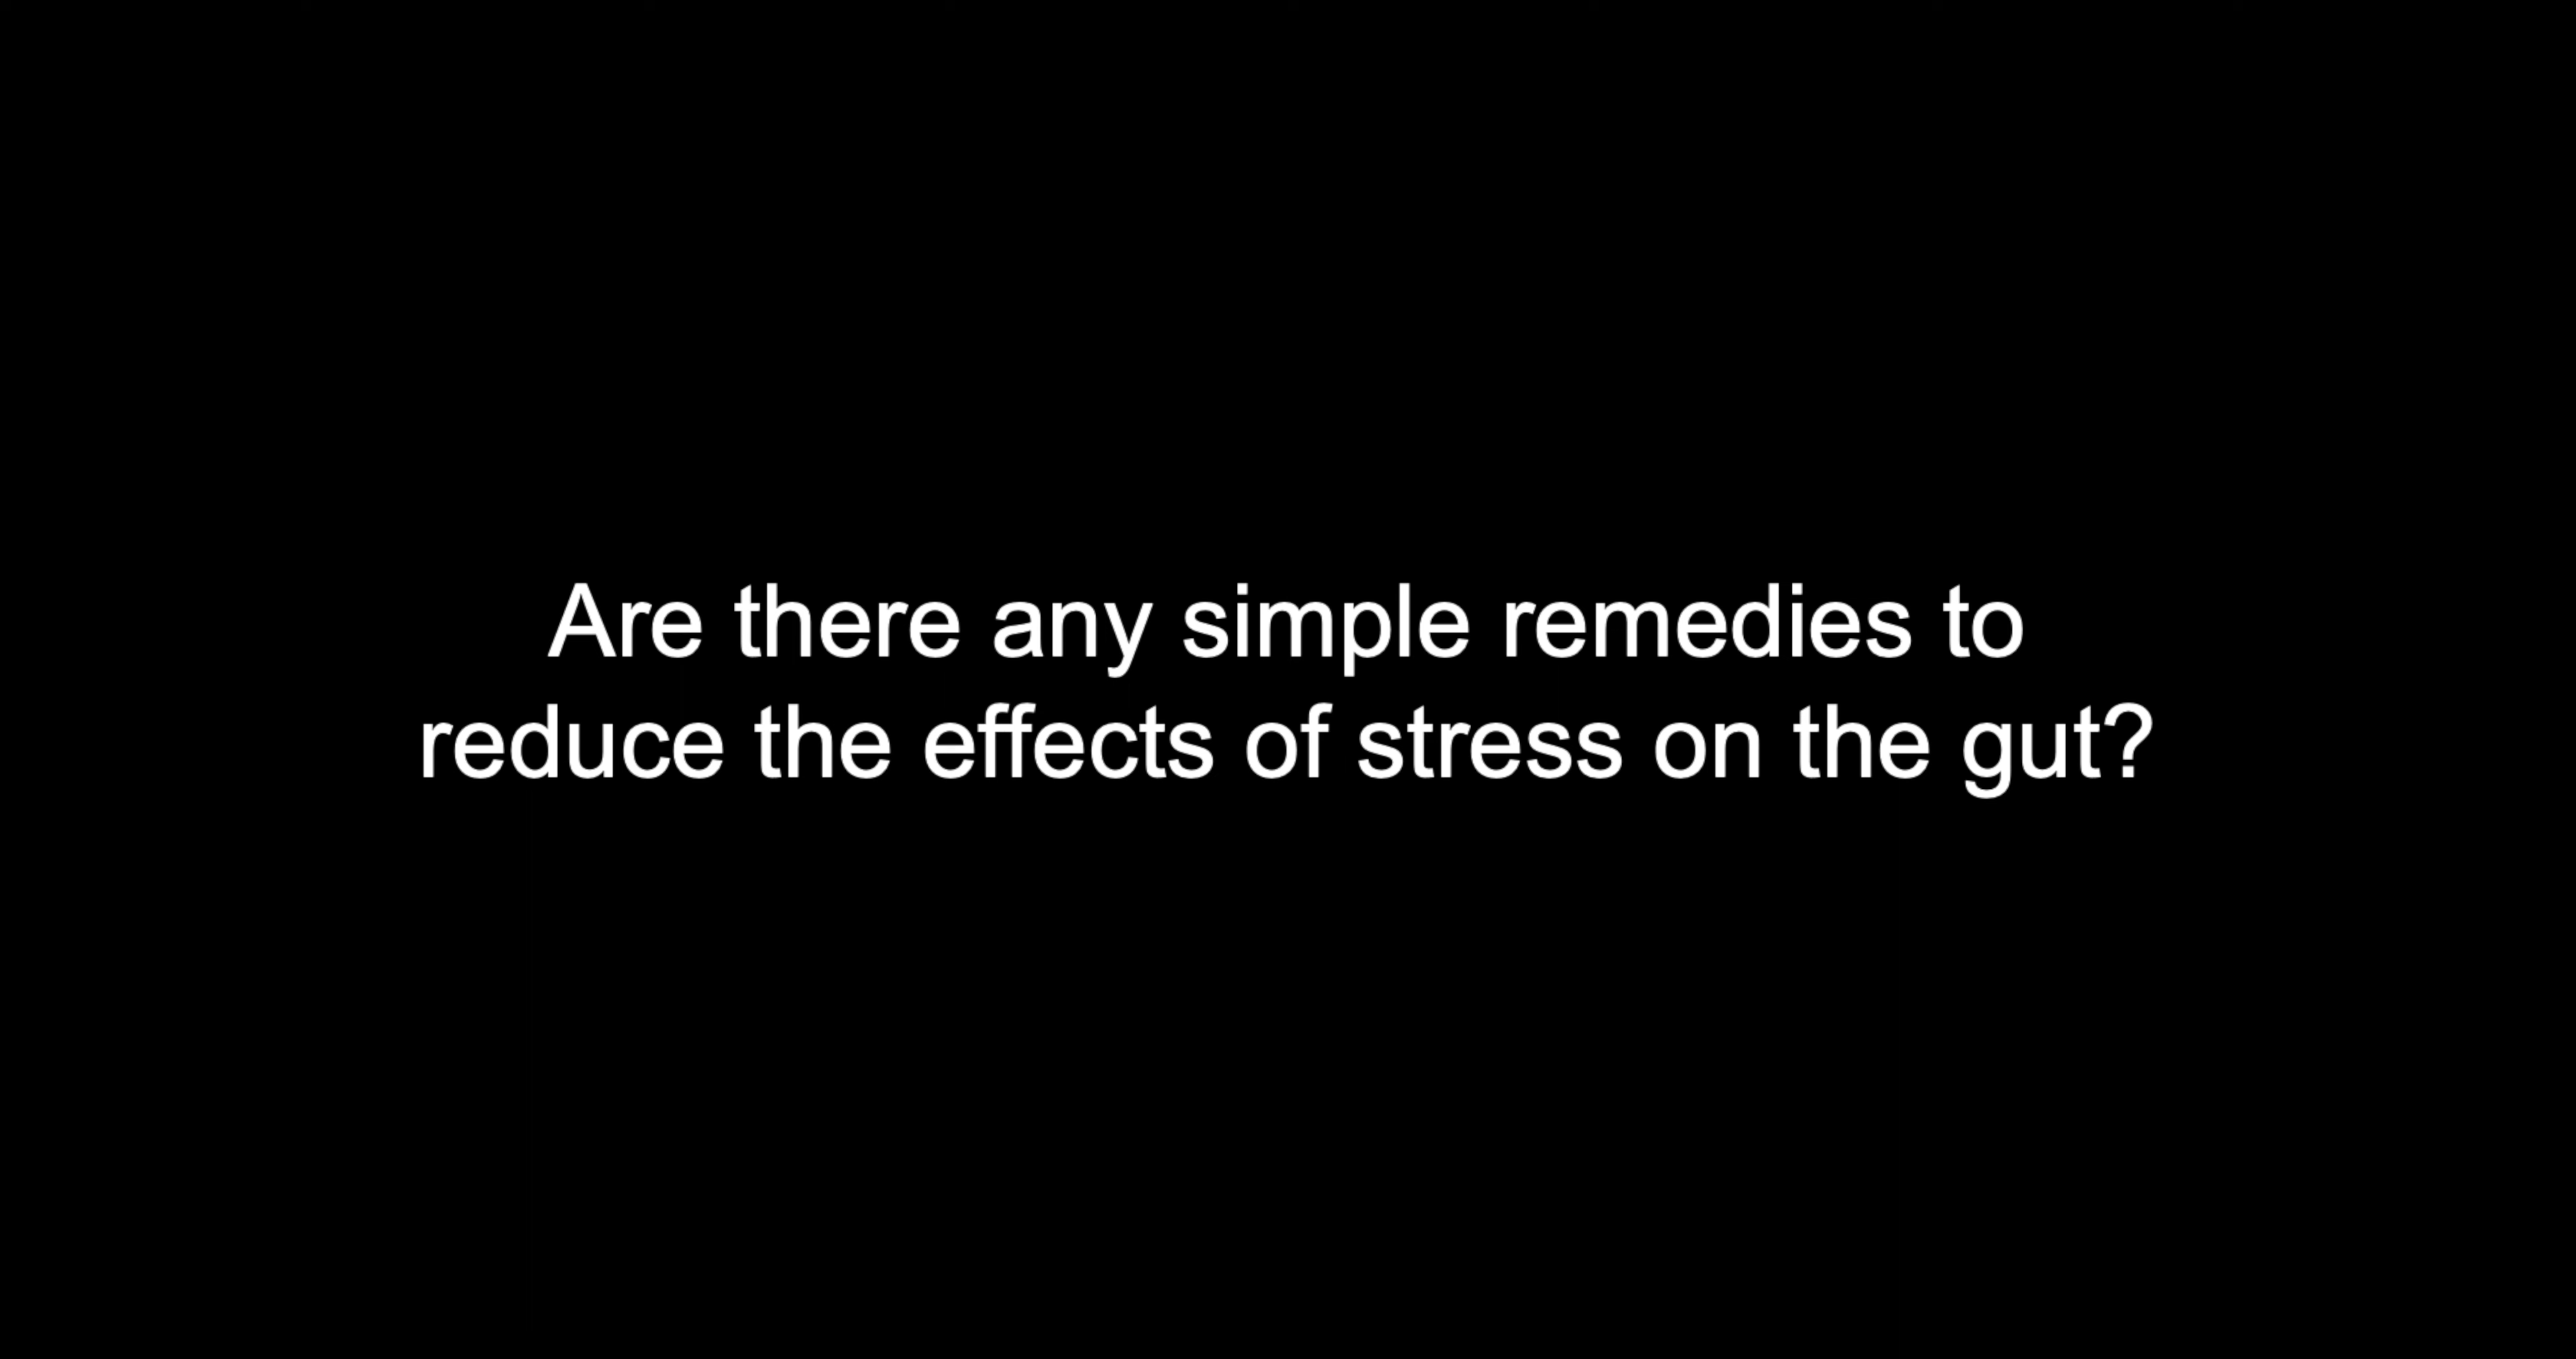 Are there any simple remedies to
reduce the effects of stress on the gut?